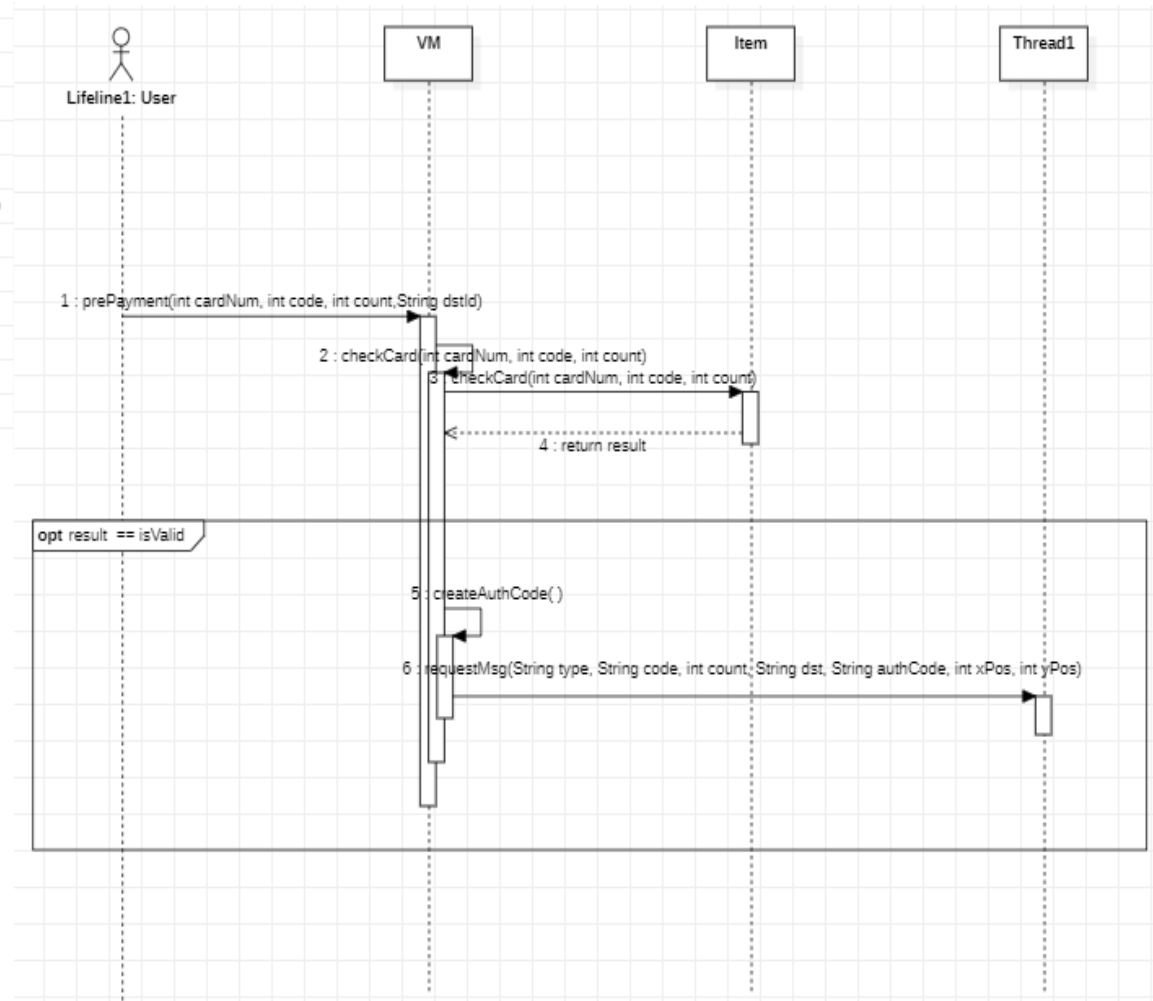 VM
Item
Thread1
Lifeline1: User
1 : prePayment(int cardNum, int code, int count,String dstId)
2 : checkCard(int cardNum, int code, int count)
3 : checkCard(int cardNum, int code, int count)
4 : return result
opt result == isValid
5 : createAuthCode( )
6 : requestMsg(String type, String code, int count, String dst, String authCode, int xPos, int yPos)